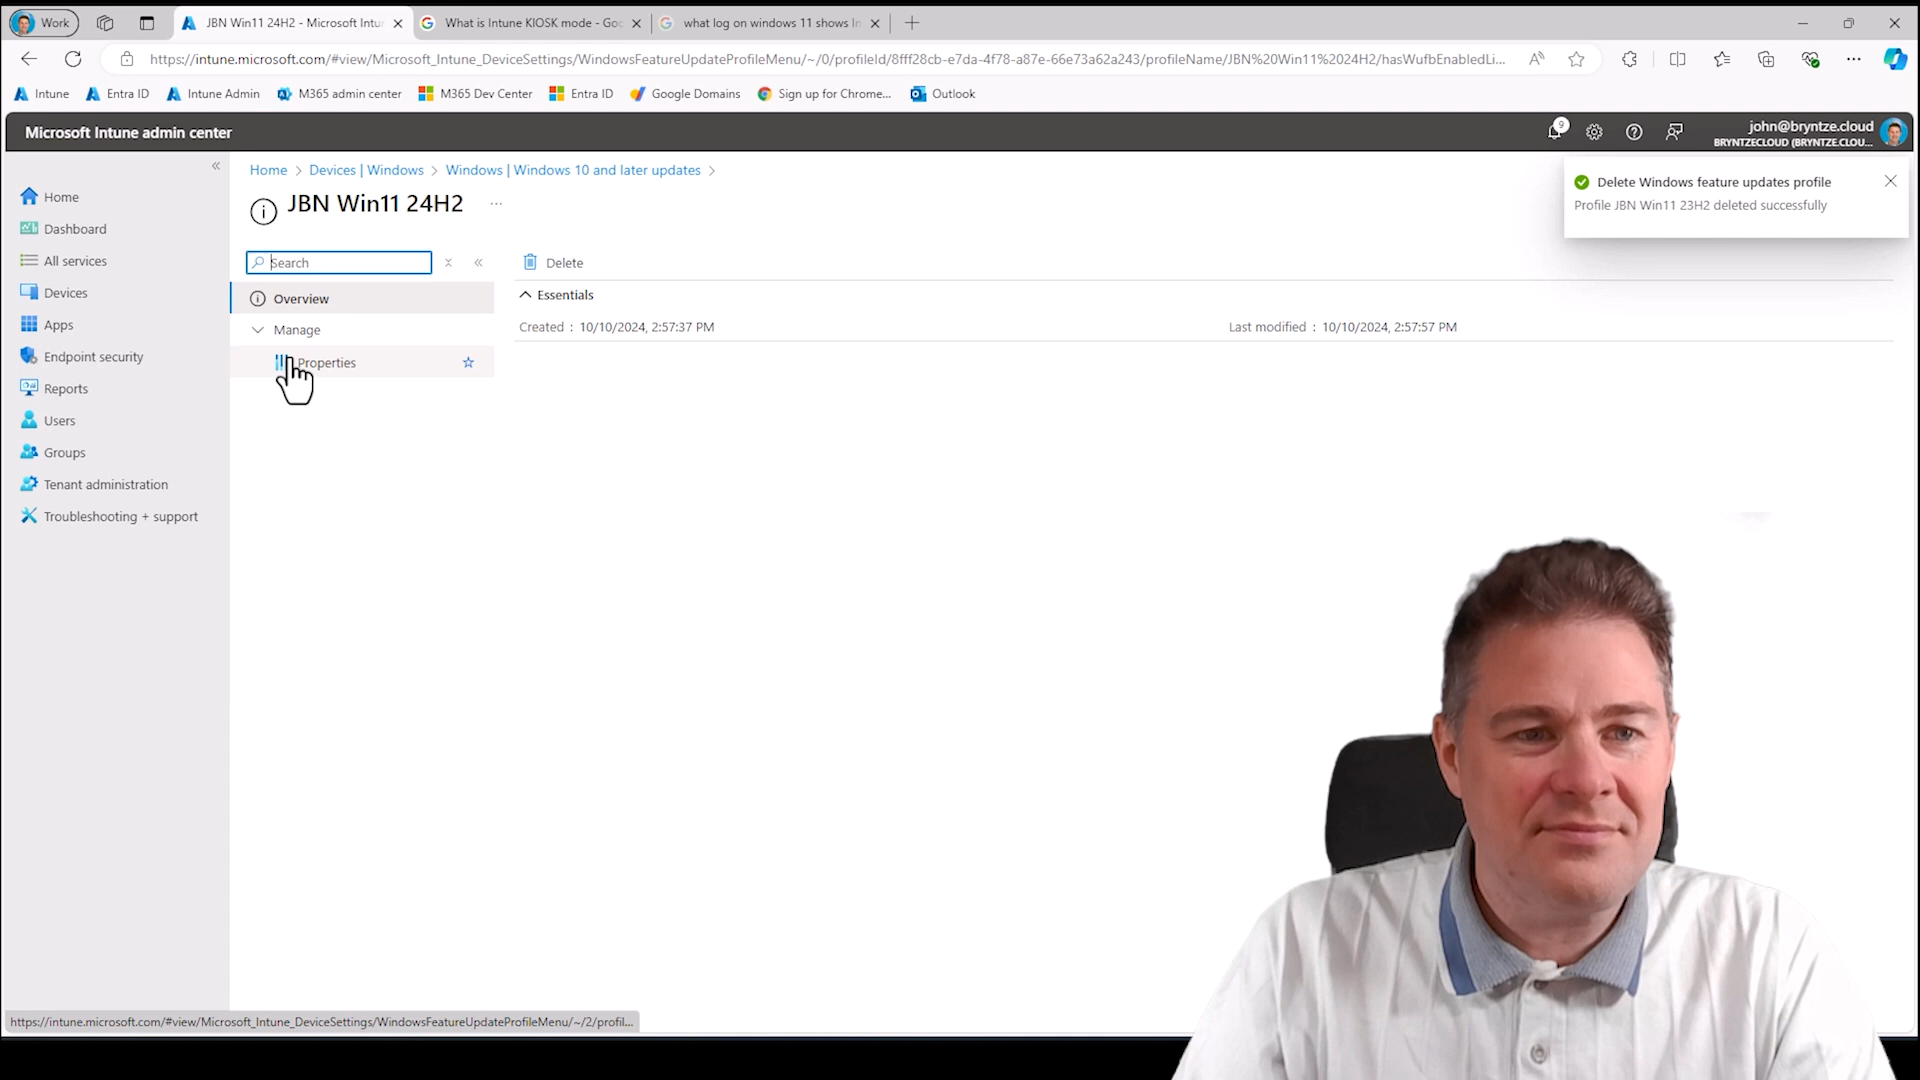 Work
JBN Win11 24H2 - Microsoft Intun
What is Intune KIOSK mode - Goo
what log on windows 11 shows In
https://intune.microsoft.com/#view/Microsoft_Intune_DeviceSettings/WindowsFeatureUpdateProfileMenu/~/0/profileId/8fff28cb-e7da-4f78-a87e-66e73a62a243/profileName/JBN%20Win11%2024H2/hasWufbEnabledLi...
Intune
Entra ID
Intune Admin
M365 admin center
M365 Dev Center
Entra ID
Google Domains
Sign up for Chrome...
Outlook
Microsoft Intune admin center
9
john@bryntze.cloud
BRYNTZECLOUD (BRYNTZE.CLOU...
Home > Devices | Windows > Windows | Windows 10 and later updates >
JBN Win11 24H2 ...
Delete Windows feature updates profile
Profile JBN Win11 23H2 deleted successfully
Home
Dashboard
All services
Devices
Apps
Endpoint security
Reports
Users
Groups
Tenant administration
Troubleshooting + support
Search
Overview
Manage
Properties
Delete
Essentials
Created : 10/10/2024, 2:57:37 PM
Last modified : 10/10/2024, 2:57:57 PM
https://intune.microsoft.com/#view/Microsoft_Intune_DeviceSettings/WindowsFeatureUpdateProfileMenu/~/2/profil...